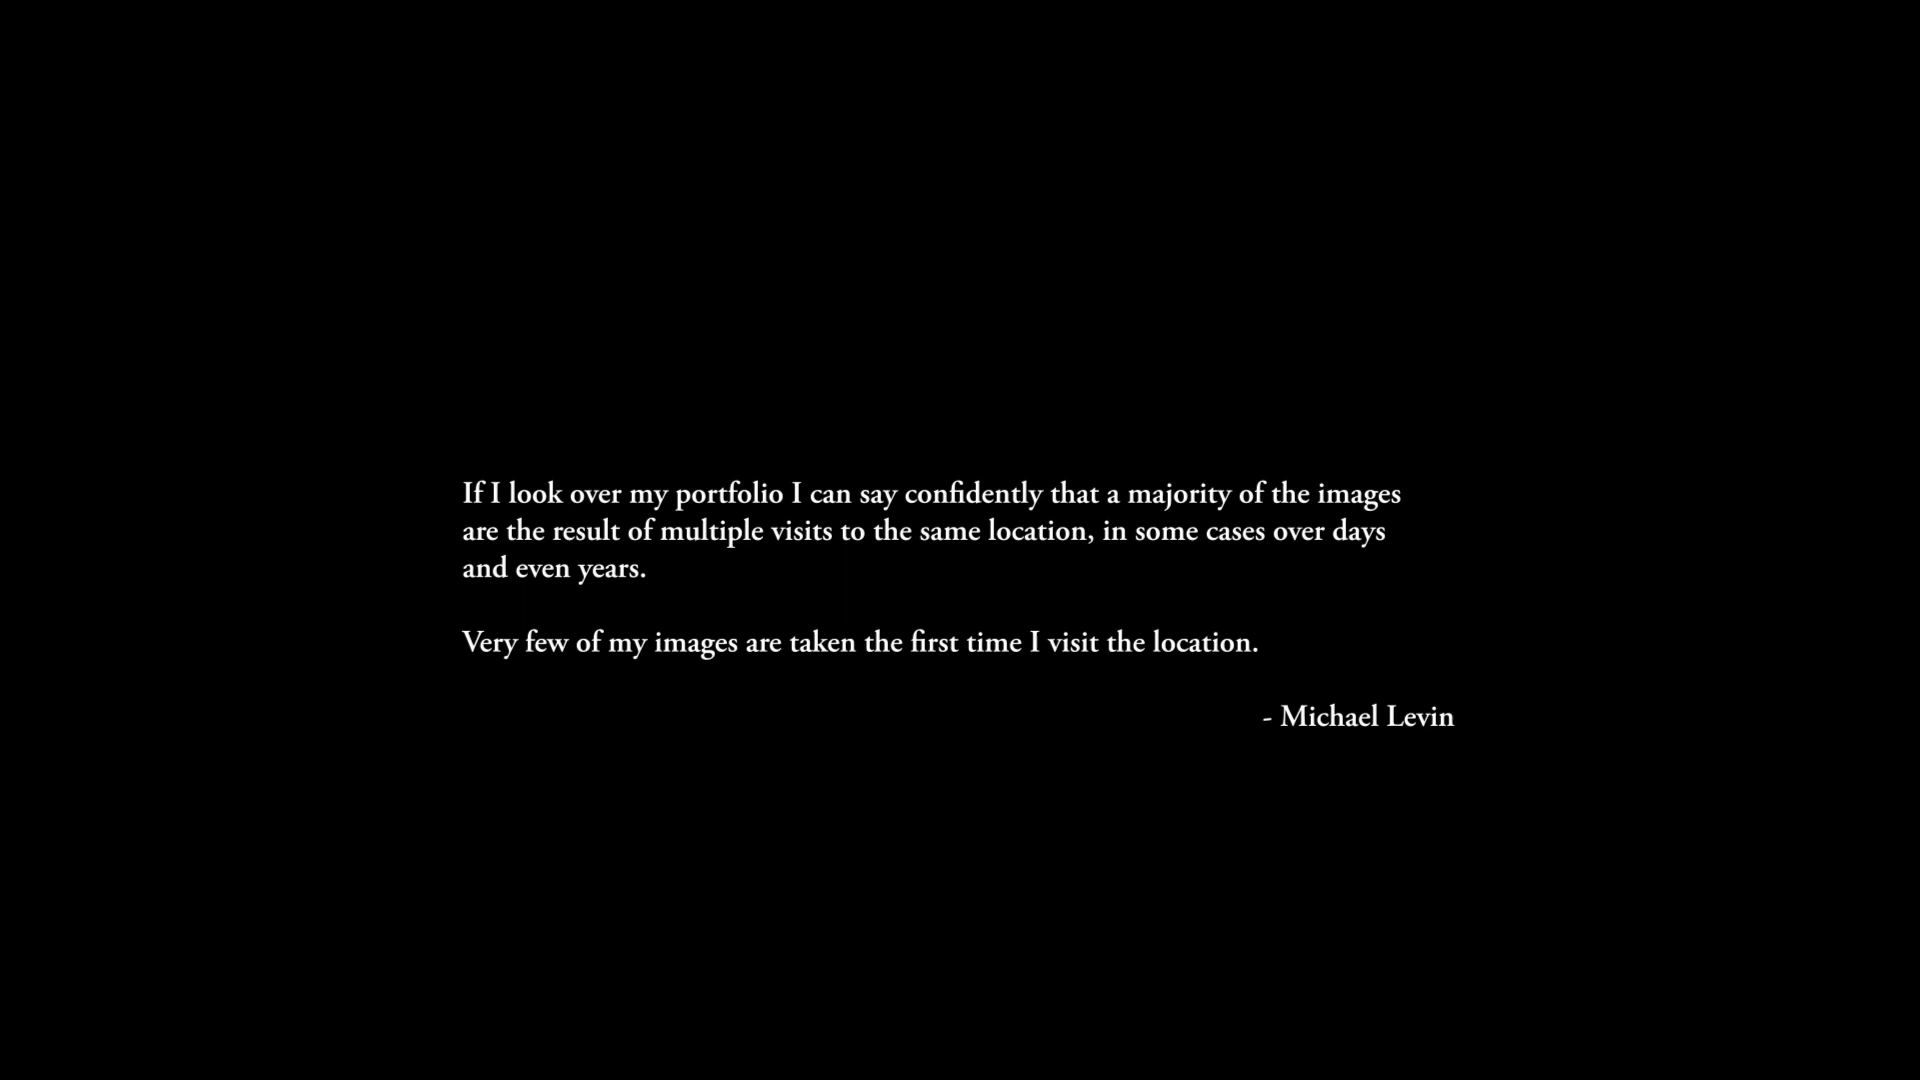 If I look over my portfolio I can say confidently that a majority of the images
are the result of multiple visits to the same location, in some cases over days
and even years.
Very few of my images are taken the first time I visit the location.
- Michael Levin